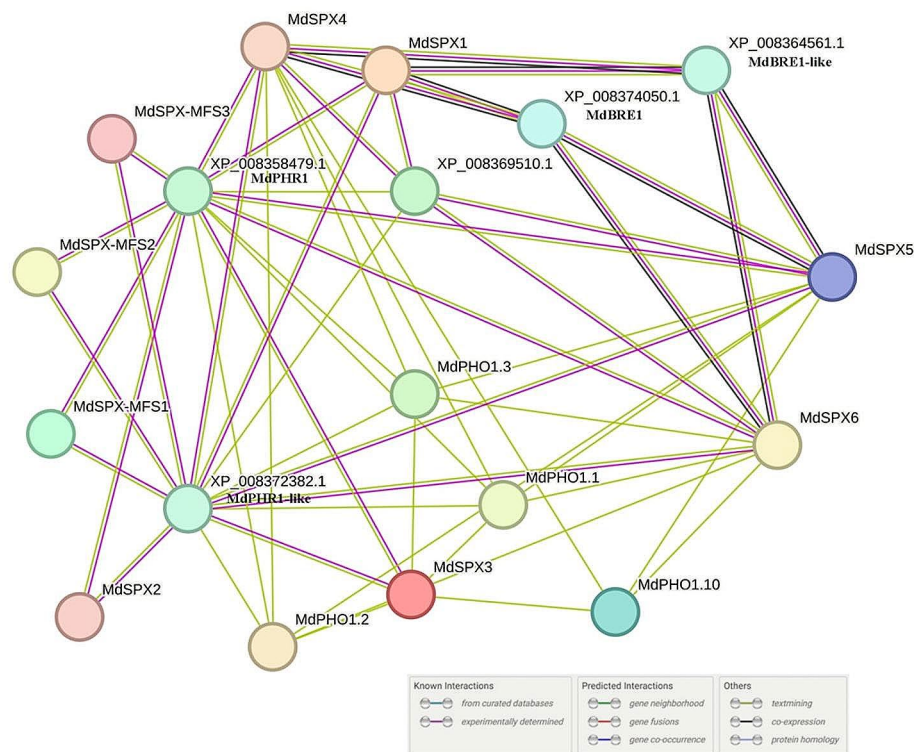 MdSPX4
MdSPX1
XP_008364561.1
MdBRE1-like
XP_008374050.1
MdBRE1
MdSPX-MFS3
XP_008358479.1
MdPHR1
XP_008369510.1
MdSPX-MFS2
MdSPX5
MdPHO1.3
MdSPX-MFS1
MdSPX6
XP_008372382.1
MdPHR1-like
MdPHO1.1
MdSPX3
MdSPX2
MdPHO1.10
MdPHO1.2
Known Interactions
from curated databases
experimentally determined
Predicted Interactions
gene neighborhood
gene fusions
gene co-occurrence
Others
textmining
co-expression
protein homology